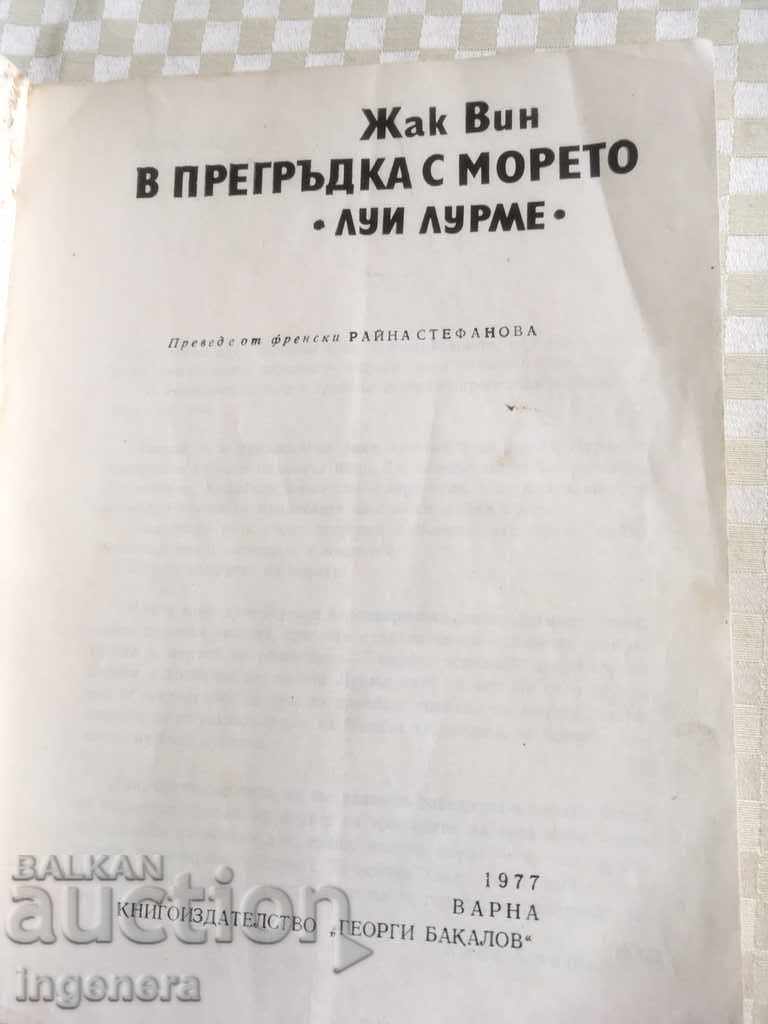 Жак Вин
В ПРЕГРЪДКА С МОРЕТО
• ЛУИ ЛУРМЕ •
Преведе от френски РАЙНА СТЕФАНОВА
1977
ВАРНА
КНИГОИЗДАТЕЛСТВО „ГЕОРГИ БАКАЛОВ“
BALKAN
auction
ingenera